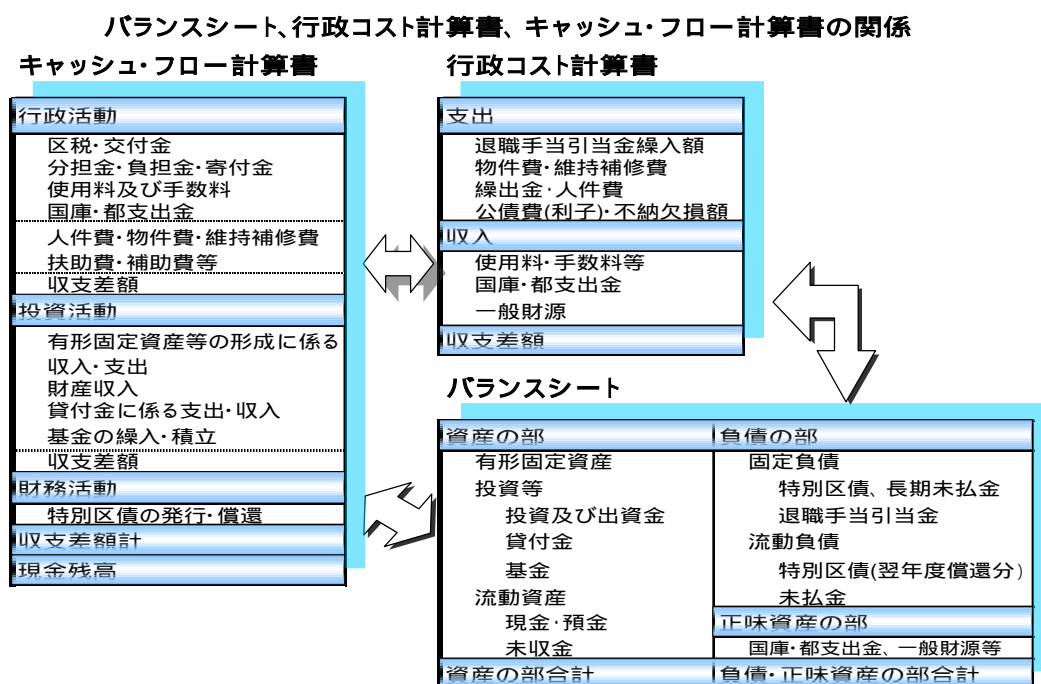 バランスシート、行政コスト計算書、キャッシュ・フロー計算書の関係
キャッシュ・フロー計算書
行政活動
区税・交付金
分担金・負担金・寄付金
使用料及び手数料
国庫・都支出金
人件費・物件費・維持補修費
扶助費・補助費等
収支差額
投資活動
有形固定資産等の形成に係る
収入・支出
財産収入
貸付金に係る支出・収入
基金の繰入・積立
収支差額
財務活動
特別区債の発行・償還
収支差額計
現金残高
行政コスト計算書
支出
退職手当引当金繰入額
物件費・維持補修費
繰出金・人件費
公債費(利子)・不納欠損額
収入
使用料・手数料等
国庫・都支出金
一般財源
収支差額
バランスシート
資産の部
有形固定資産
投資等
投資及び出資金
貸付金
基金
流動資産
現金・預金
未収金
資産の部合計
負債の部
固定負債
特別区債、長期未払金
退職手当引当金
流動負債
特別区債(翌年度償還分)
未払金
正味資産の部
国庫・都支出金、一般財源等
負債・正味資産の部合計